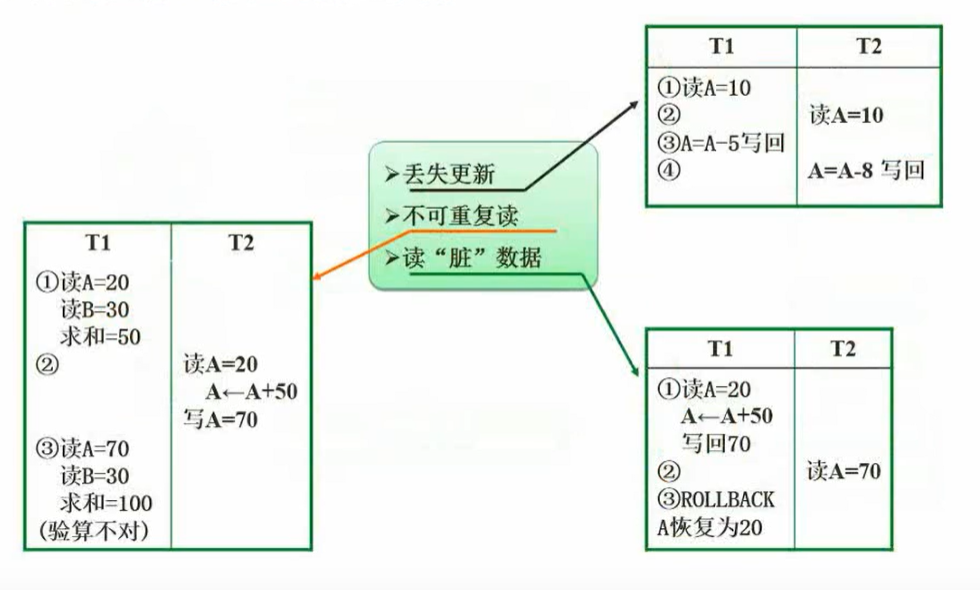 丢失更新
不可重复读
读“脏”数据
T1 T2
①读A=10
② 读A=10
③A=A-5写回
④ A=A-8 写回
T1 T2
①读A=20
读B=30
求和=50
② 读A=20
A←A+50
写A=70
③读A=70
读B=30
求和=100
(验算不对)
T1 T2
①读A=20
A←A+50
写回70
② 读A=70
③ROLLBACK
A恢复为20